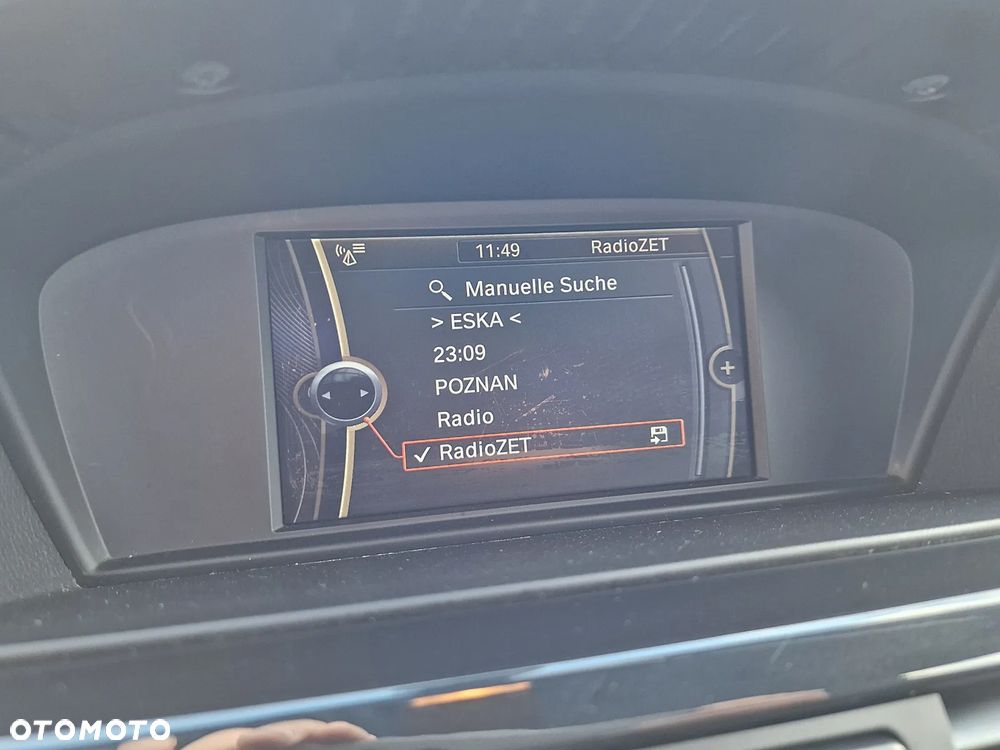 11:49 RadioZET
Manuelle Suche
> ESKA <
23:09
POZNAN
Radio
✓ RadioZET
+
OTOMOTO